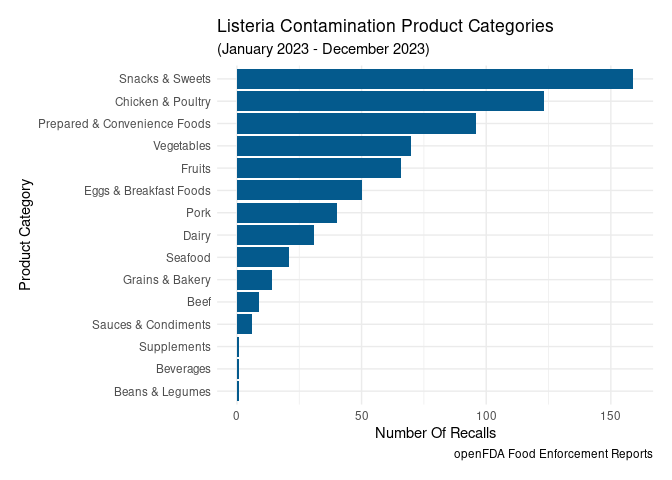 Listeria Contamination Product Categories
(January 2023 - December 2023)
Product Category
Snacks & Sweets
Chicken & Poultry
Prepared & Convenience Foods
Vegetables
Fruits
Eggs & Breakfast Foods
Pork
Dairy
Seafood
Grains & Bakery
Beef
Sauces & Condiments
Supplements
Beverages
Beans & Legumes
0 50 100 150
Number Of Recalls
openFDA Food Enforcement Reports